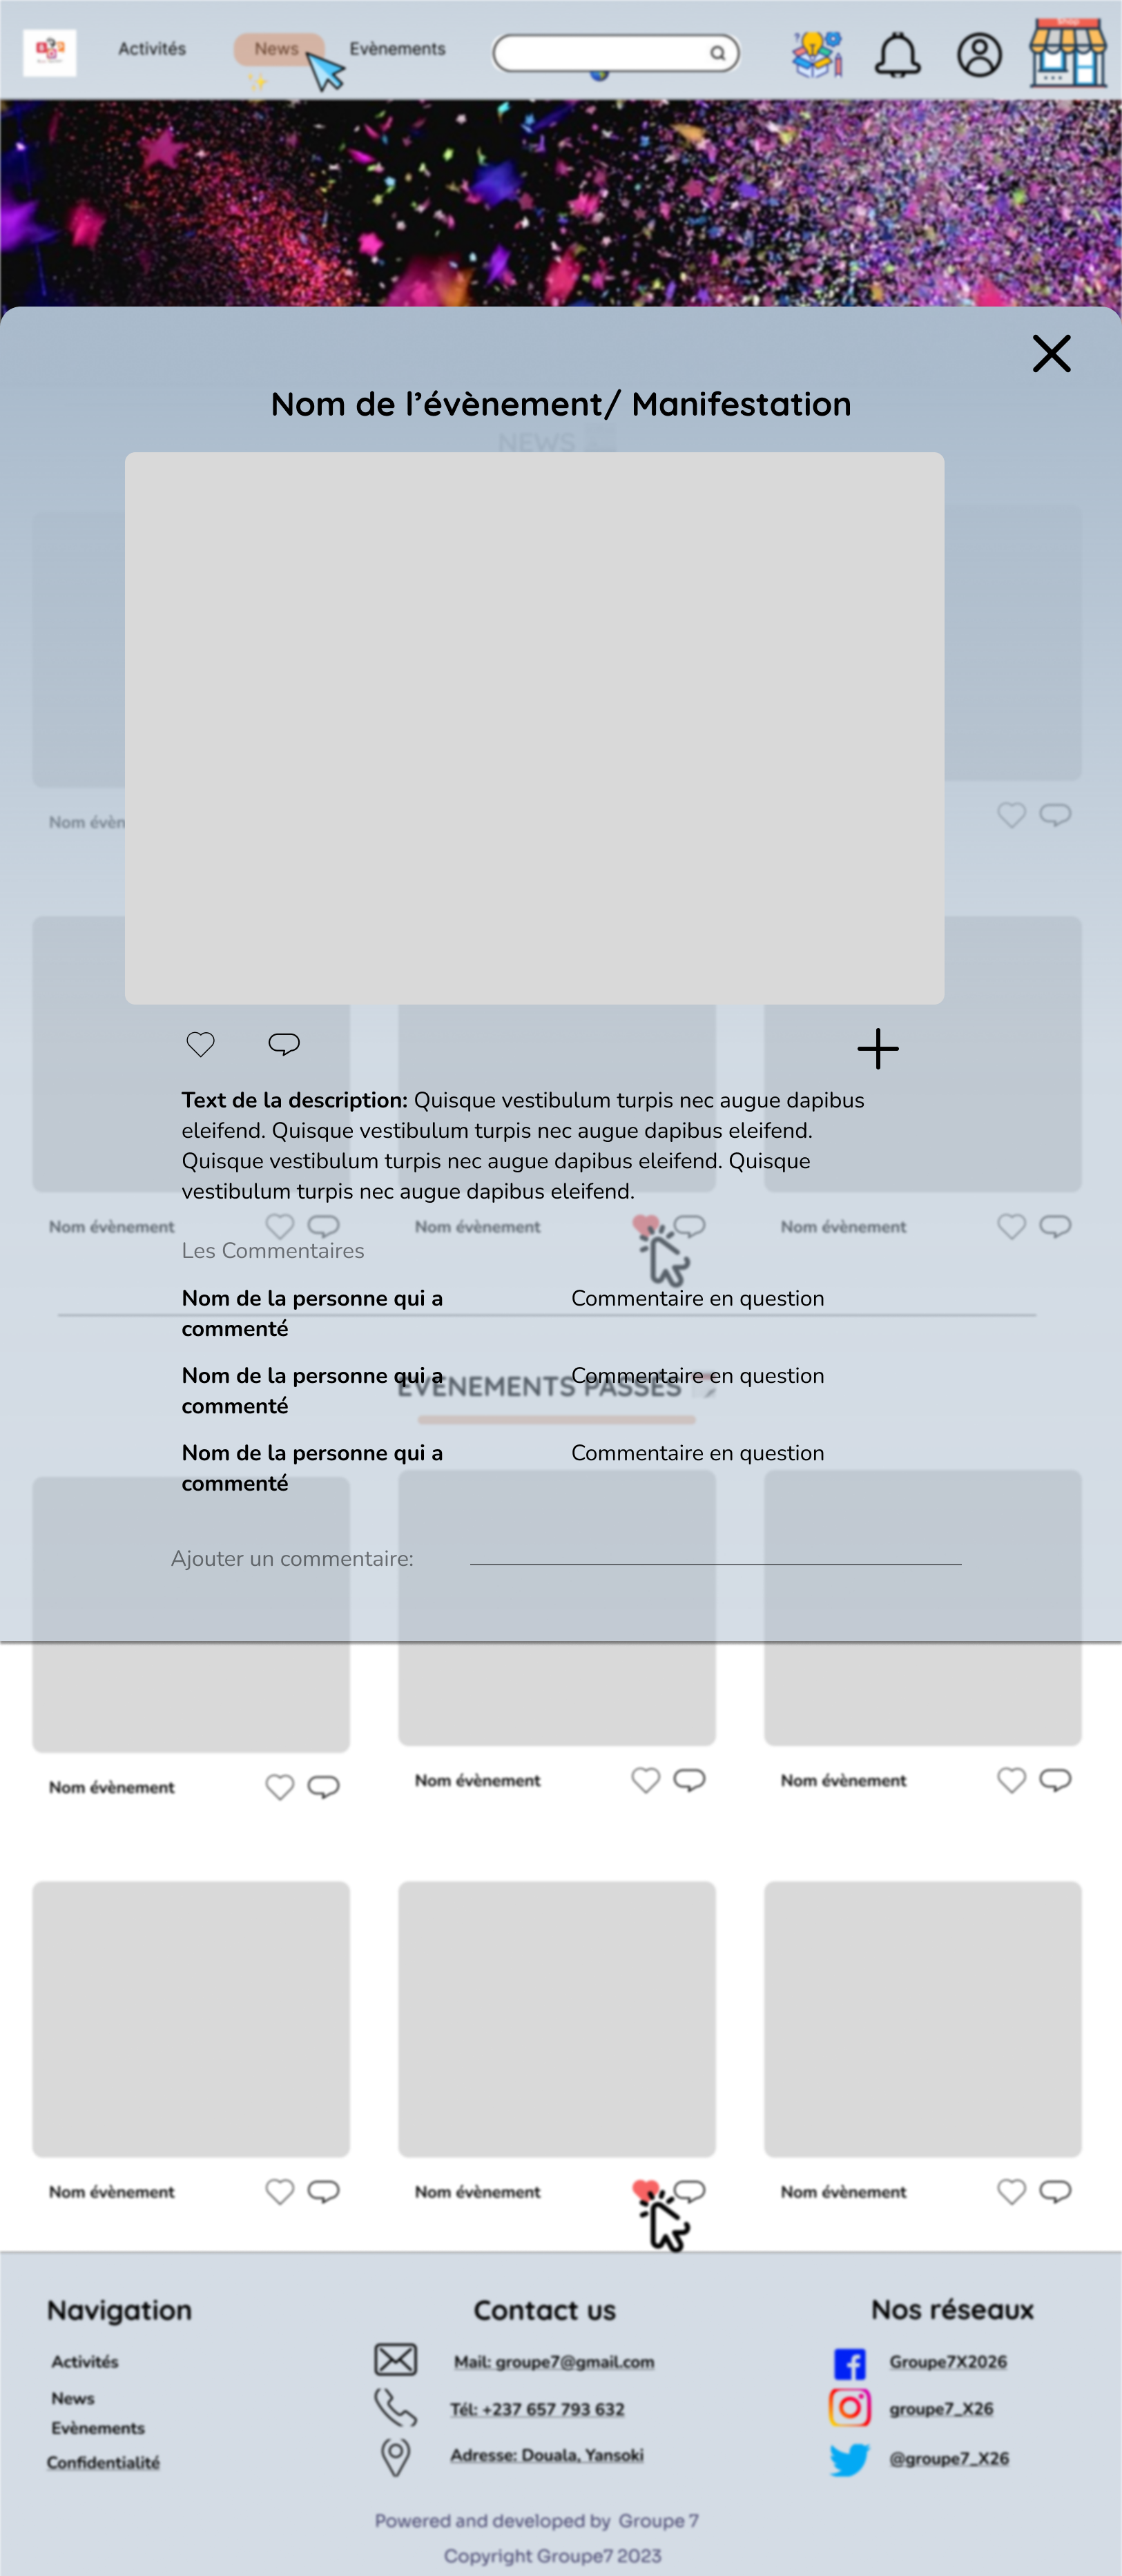 Activités
News
Evènements
Shop
Nom de l’évènement/ Manifestation
NEWS
Nom évèn
Text de la description: Quisque vestibulum turpis nec augue dapibus
eleifend. Quisque vestibulum turpis nec augue dapibus eleifend.
Quisque vestibulum turpis nec augue dapibus eleifend. Quisque
vestibulum turpis nec augue dapibus eleifend.
Nom évènement
Nom évènement
Nom évènement
Les Commentaires
Nom de la personne qui a
commenté
Commentaire en question
Nom de la personne qui a
commenté
Commentaire en question
EVENEMENTS PASSES
Nom de la personne qui a
commenté
Commentaire en question
Ajouter un commentaire:
Nom évènement
Nom évènement
Nom évènement
Nom évènement
Nom évènement
Nom évènement
Navigation
Activités
News
Evènements
Confidentialité
Contact us
Mail: groupe7@gmail.com
Tél: +237 657 793 632
Adresse: Douala, Yansoki
Nos réseaux
Groupe7X2026
groupe7_X26
@groupe7_X26
Powered and developed by Groupe 7
Copyright Groupe7 2023